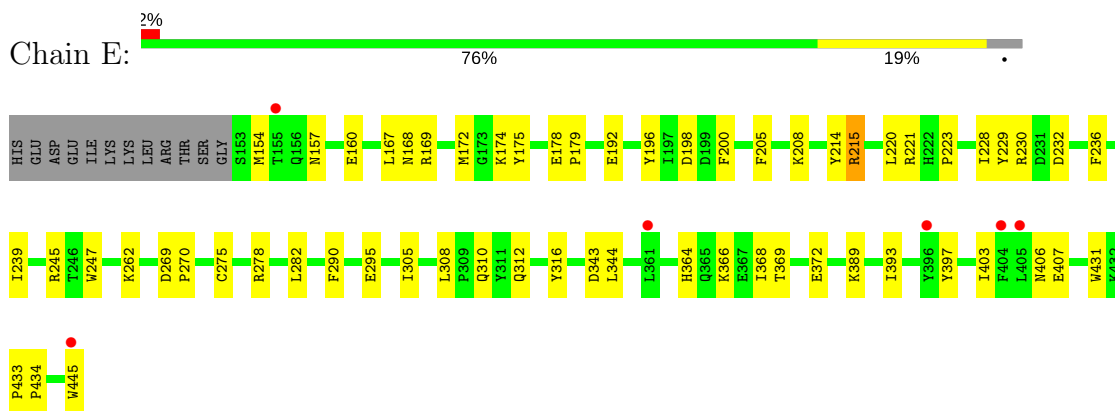 2%
Chain E:
76% 19% •
HIS GLU ASP GLU ILE LYS LYS LEU ARG THR SER GLY S153 M154 T155 Q156 N157 E160 L167 N168 R169 M172 G173 K174 Y175 E178 P179 E192 Y196 I197 D198 D199 F200 F205 K208 Y214 R215 L220 R221 H222 P223 I228 Y229 R230 D231 D232 F236
I239 R245 T246 W247 K262 D269 P270 C275 R278 L282 F290 E295 I305 L308 P309 Q310 Y311 Q312 Y316 D343 L344 L361 H364 Q365 K366 E367 I368 T369 E372 K389 I393 Y396 Y397 I403 F404 L405 N406 E407 W431 K432
P433 P434 W445